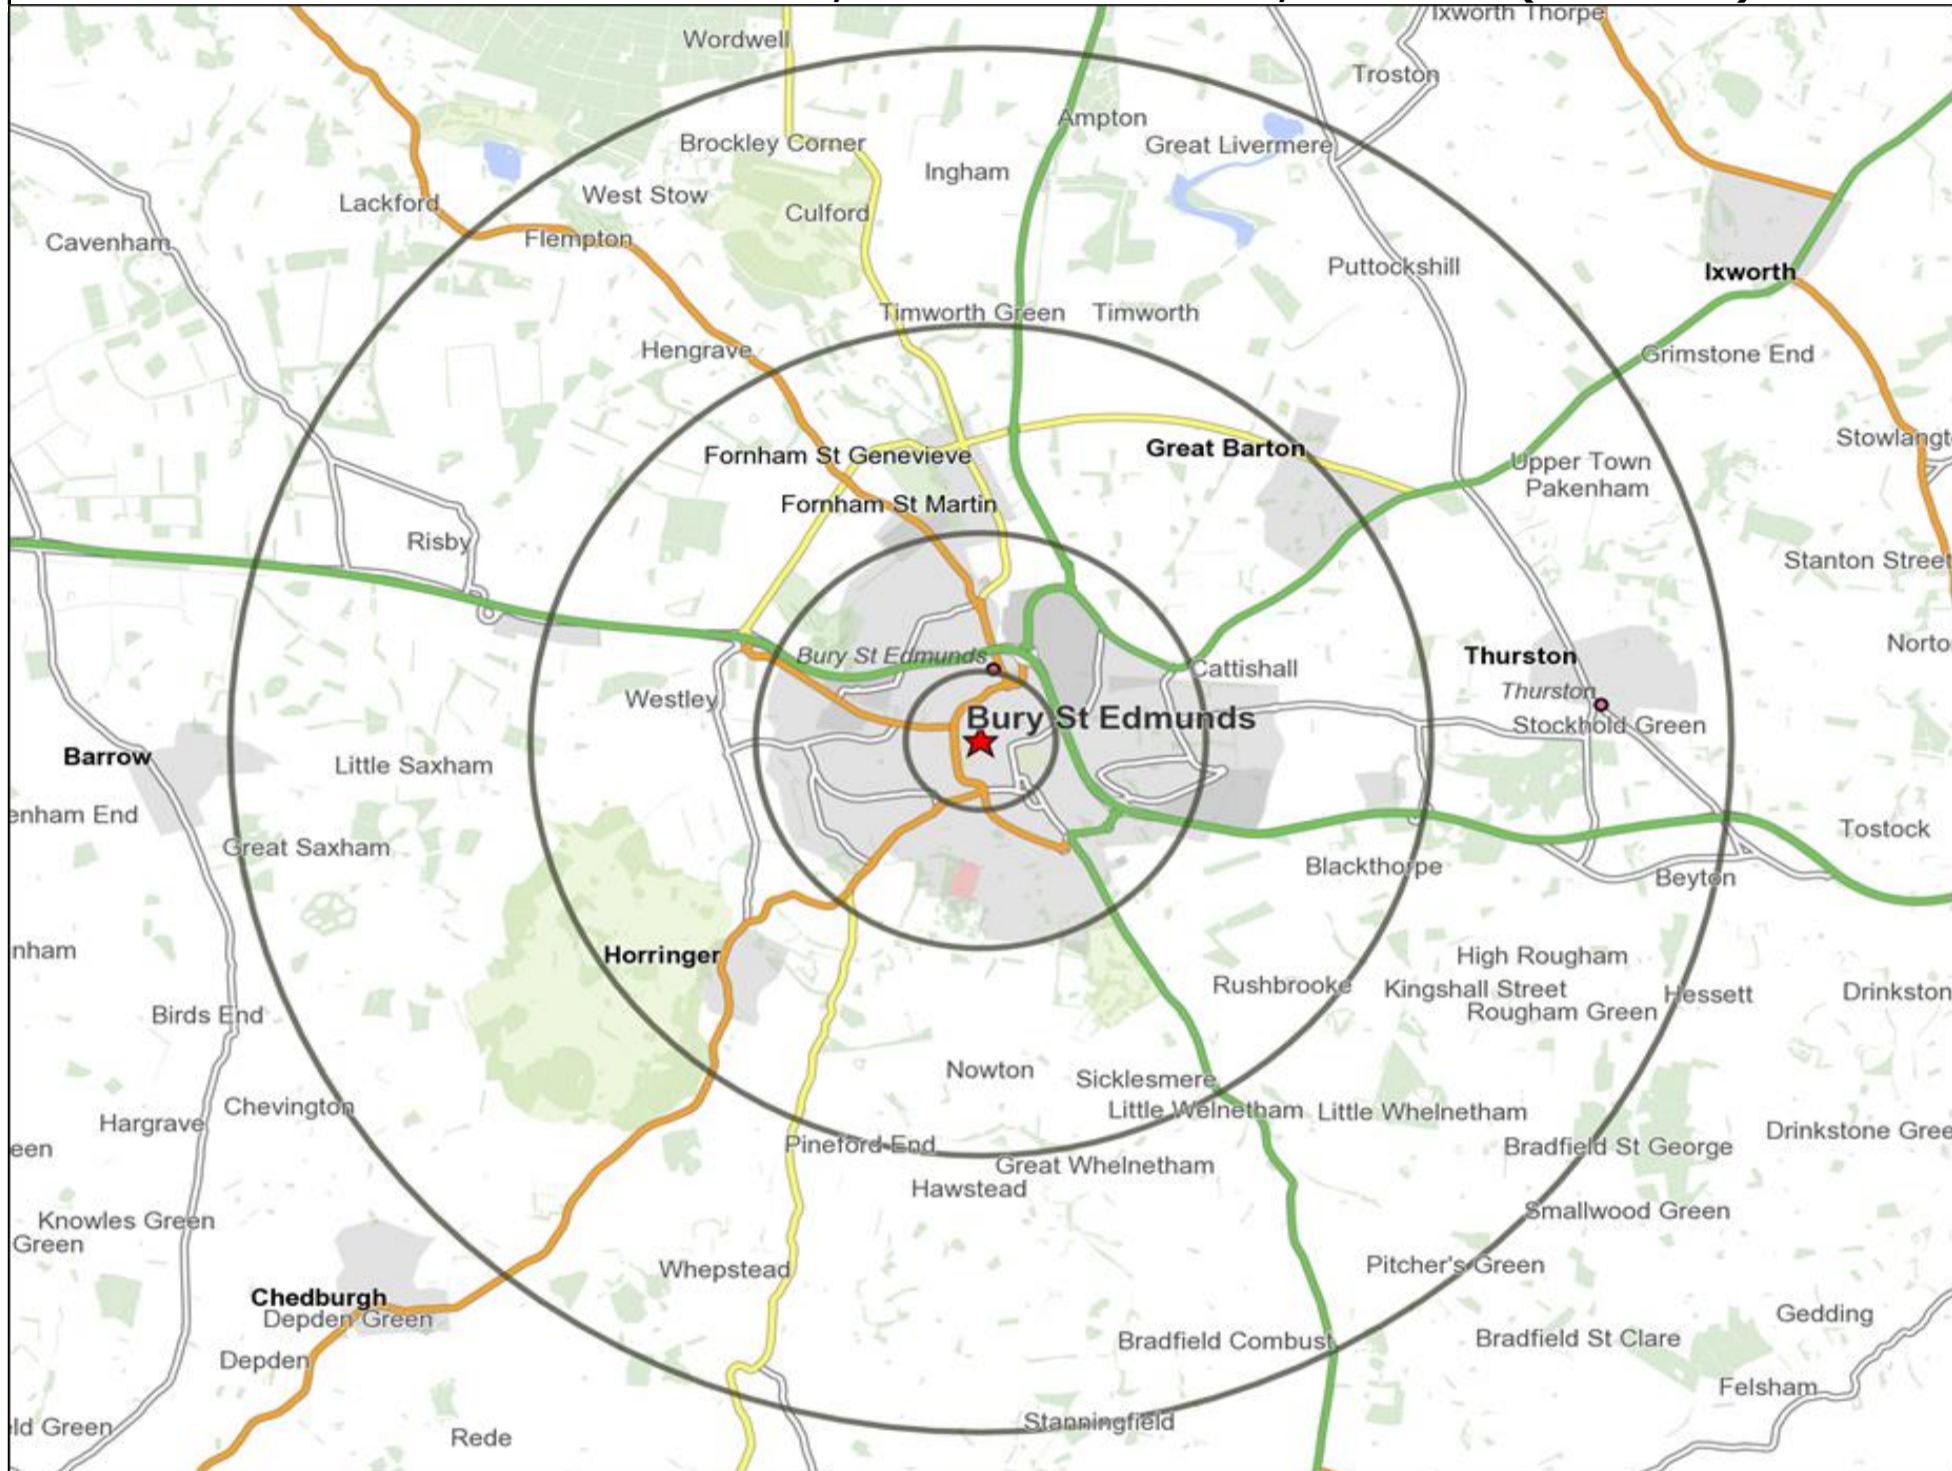 Ixworth Thorpe
Wordwell
Troston
Ampton
Brockley Corner
Great Livermere
Ingham
West Stow
Lackford
Culford
Cavenham
Flempton
Puttockshill
Ixworth
Timworth Green
Timworth
Hengrave
Grimstone End
Stowlangt
Great Barton
Fornham St Genevieve
Upper Town
Pakenham
Fornham St Martin
Risby
Stanton Street
Norto
Bury St Edmunds
Thurston
Cattishall
Thurston
Westley
Bury St Edmunds
Stockhold Green
Barrow
Little Saxham
enham End
Tostock
Great Saxham
Blackthorpe
Beyton
nham
Horringer
High Rougham
Rushbrooke
Kingshall Street
Hessett
Drinkston
Rougham Green
Birds End
Nowton
Sicklesmere
Chevington
Little Welnetham
Little Whelnetham
Hargrave
Drinkstone Gree
een
Pineford End
Bradfield St George
Great Whelnetham
Hawstead
Smallwood Green
Knowles Green
Green
Pitcher's Green
Whepstead
Chedburgh
Depden Green
Gedding
Bradfield Combust
Bradfield St Clare
Depden
Felsham
Stanningfield
ld Green
Rede